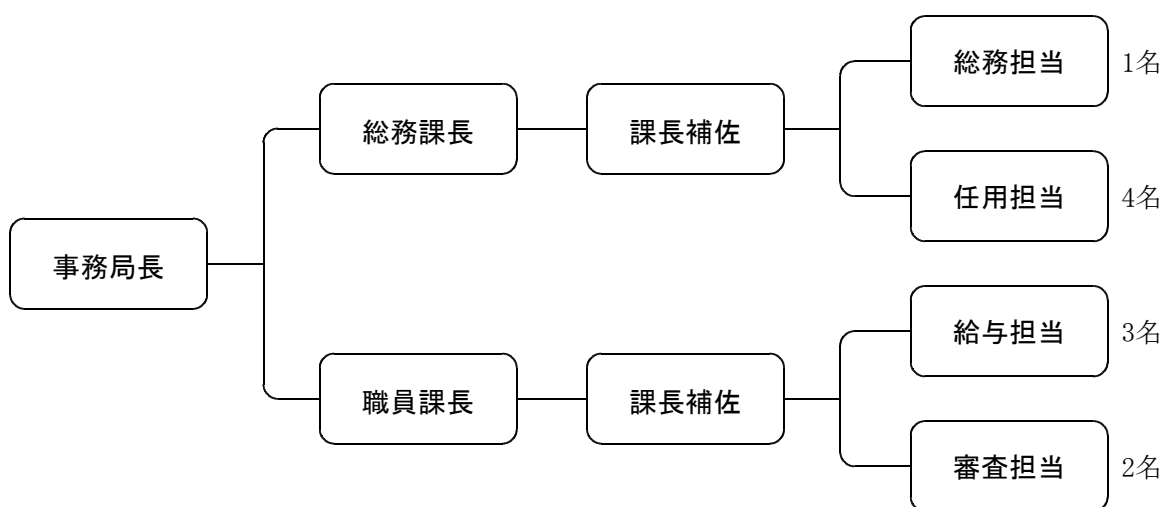 総務担当 1名
総務課長 課長補佐
任用担当 4名
事務局長
給与担当 3名
職員課長 課長補佐
審査担当 2名